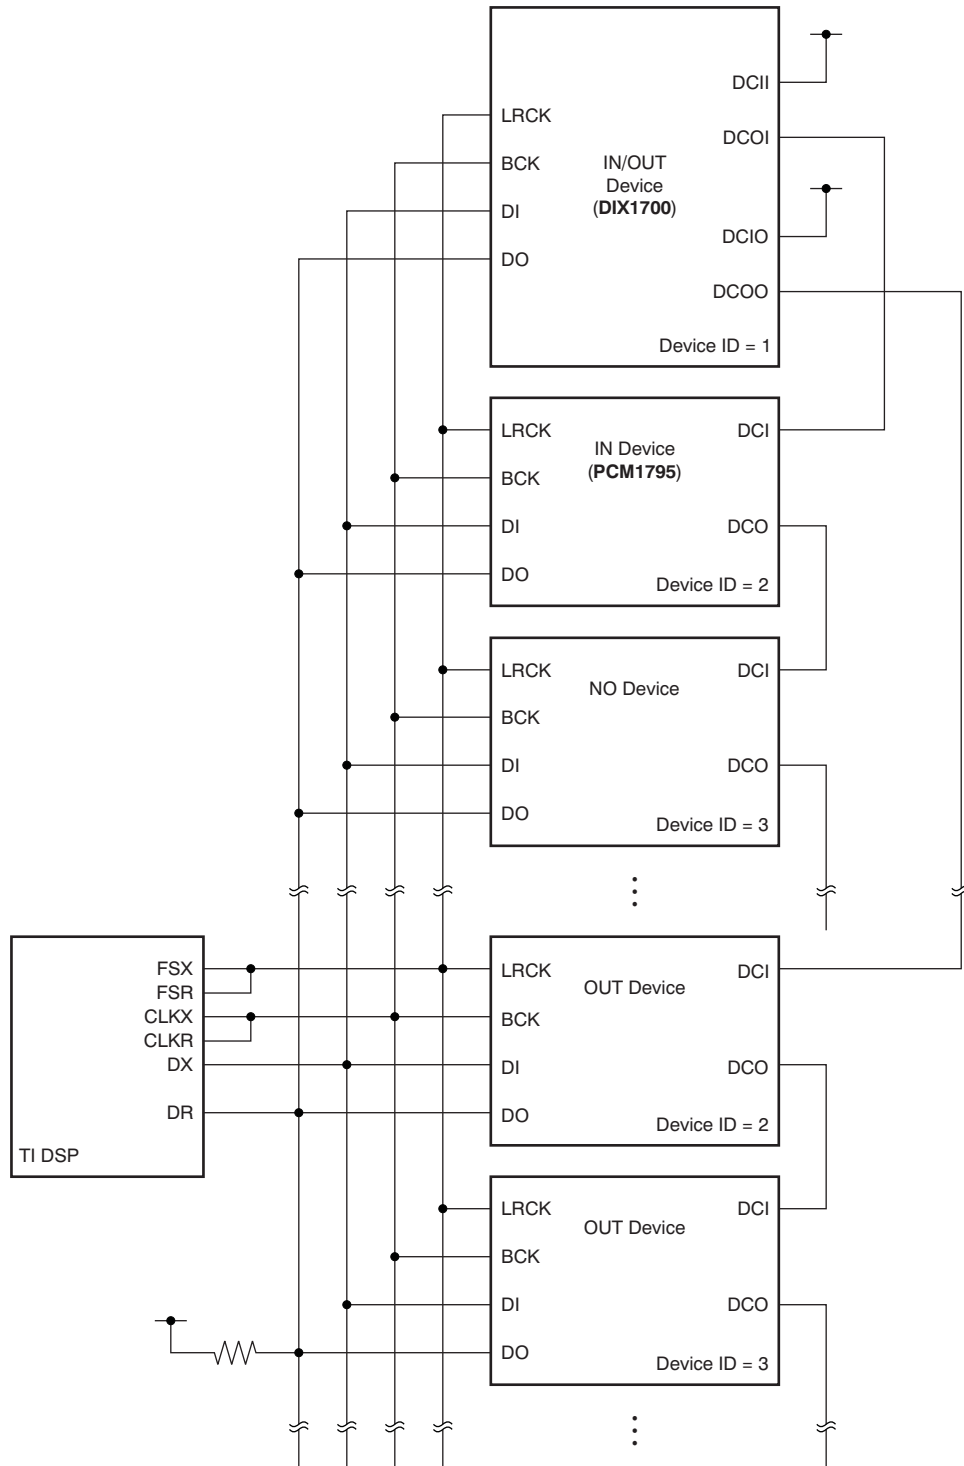 DCII
LRCK
DCOI
BCK
IN/OUT
Device
(DIX1700)
DI
DCIO
DO
DCOO
Device ID = 1
LRCK
IN Device
(PCM1795)
DCI
BCK
DI
DCO
DO
Device ID = 2
LRCK
NO Device
DCI
BCK
DI
DCO
DO
Device ID = 3
FSX
FSR
CLKX
CLKR
DX
DR
TI DSP
LRCK
OUT Device
DCI
BCK
DI
DCO
DO
Device ID = 2
LRCK
OUT Device
DCI
BCK
DI
DCO
DO
Device ID = 3